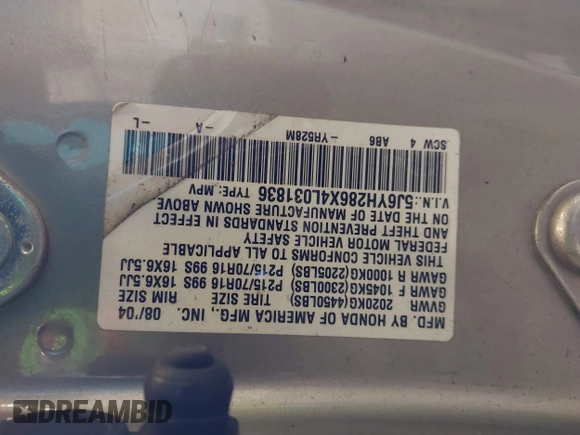 MFD. BY HONDA OF AMERICA MFG., INC. 08/'04
GVWR 2020KG(4450LBS) TIRE SIZE RIM SIZE
GAWR F 1045KG(2300LBS) P215/70R16 99S 16X6.5JJ
GAWR R 1000KG(2205LBS) P215/70R16 99S 16X6.5JJ
THIS VEHICLE CONFORMS TO ALL APPLICABLE
FEDERAL MOTOR VEHICLE SAFETY
AND THEFT PREVENTION STANDARDS IN EFFECT
ON THE DATE OF MANUFACTURE SHOWN ABOVE
V.I.N.: 5J6YH286X4L031836 TYPE: MPV
SCW 4 AB6 -YR528M -A -L
DREAMBID